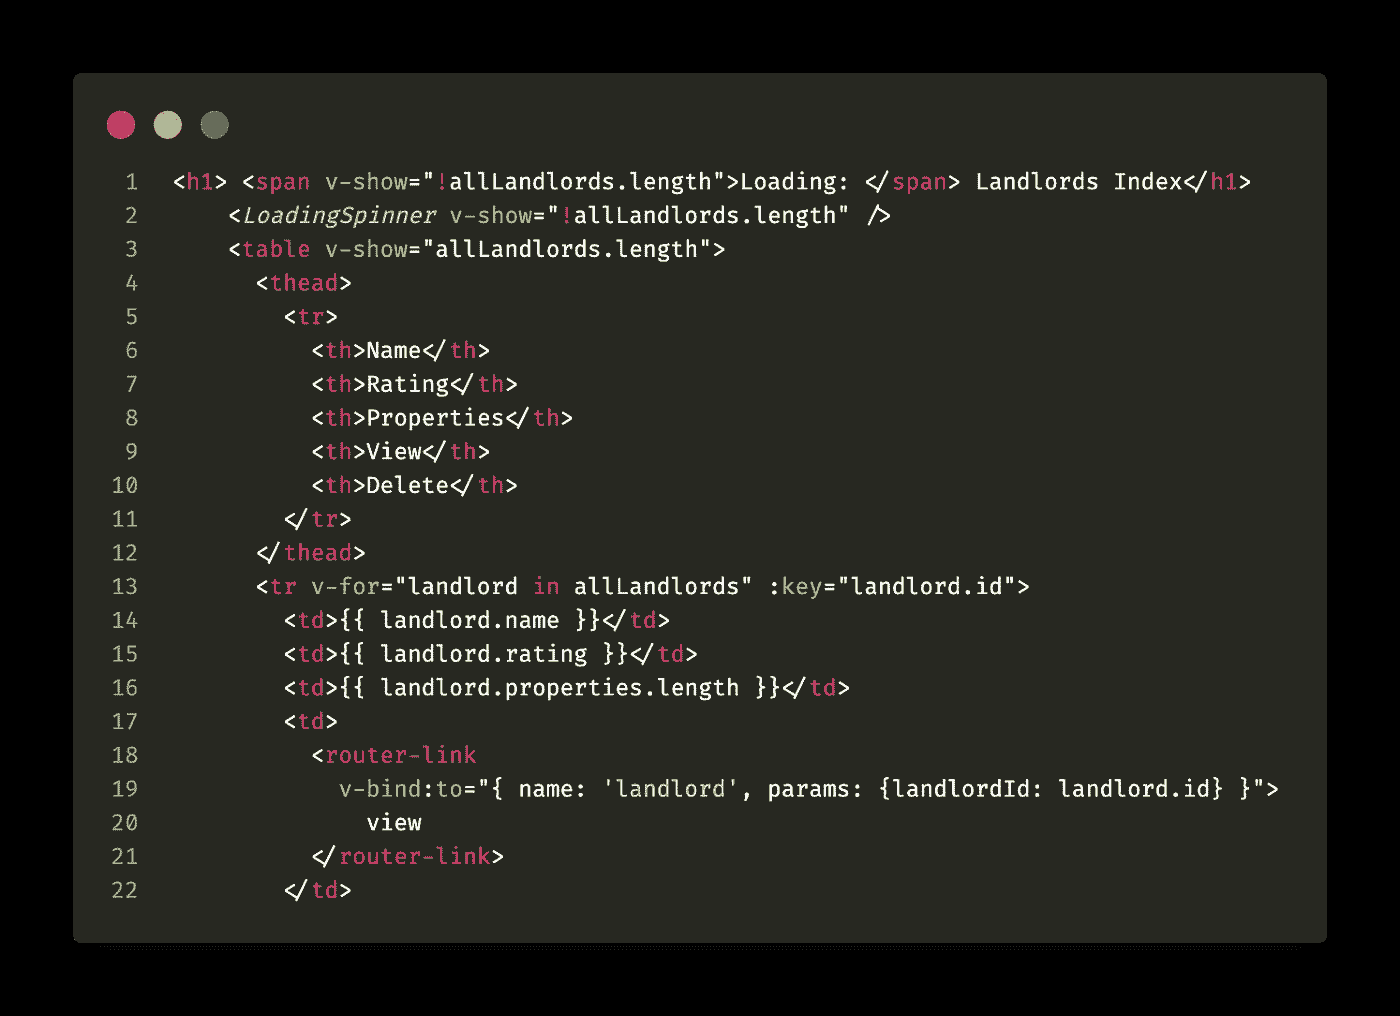 1 <h1> <span v-show="!allLandlords.length">Loading: </span> Landlords Index</h1>
2     <LoadingSpinner v-show="!allLandlords.length" />
3     <table v-show="allLandlords.length">
4       <thead>
5         <tr>
6           <th>Name</th>
7           <th>Rating</th>
8           <th>Properties</th>
9           <th>View</th>
10           <th>Delete</th>
11         </tr>
12       </thead>
13       <tr v-for="landlord in allLandlords" :key="landlord.id">
14         <td>{{ landlord.name }}</td>
15         <td>{{ landlord.rating }}</td>
16         <td>{{ landlord.properties.length }}</td>
17         <td>
18           <router-link
19             v-bind:to="{ name: 'landlord', params: {landlordId: landlord.id} }">
20               view
21           </router-link>
22         </td>